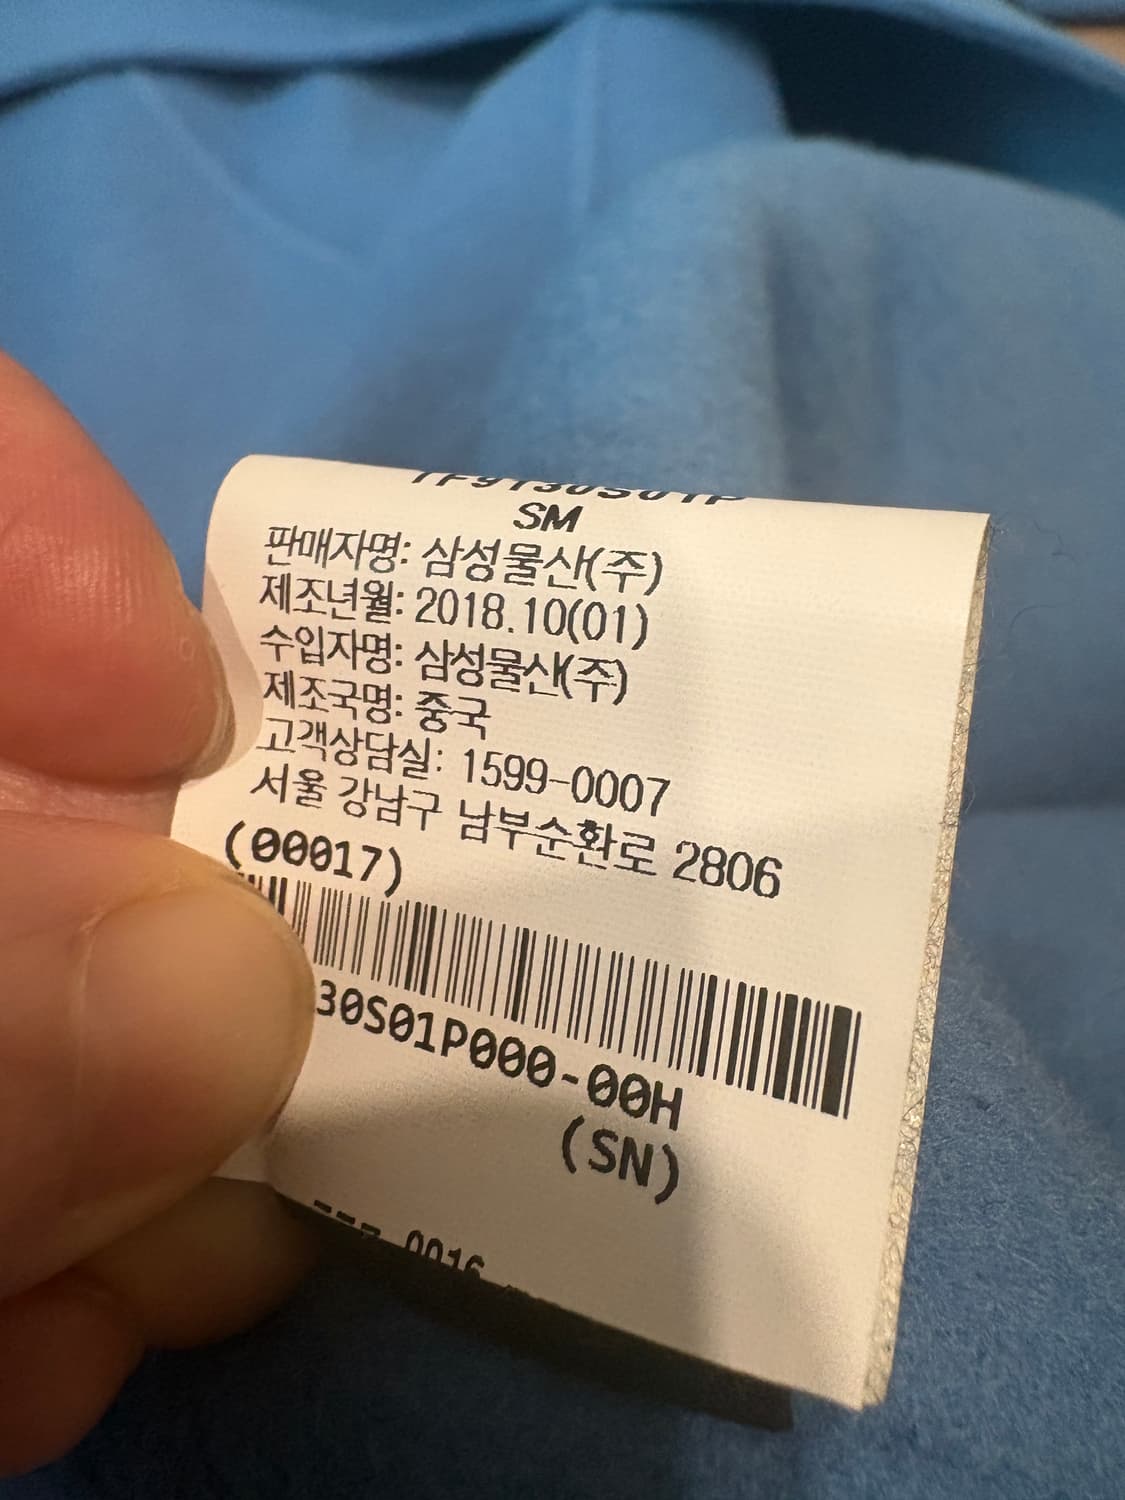 SM
판매자명: 삼성물산(주)
제조년월: 2018.10(01)
수입자명: 삼성물산(주)
제조국명: 중국
고객상담실: 1599-0007
서울 강남구 남부순환로 2806
(00017)
30S01P000-00H
(SN)